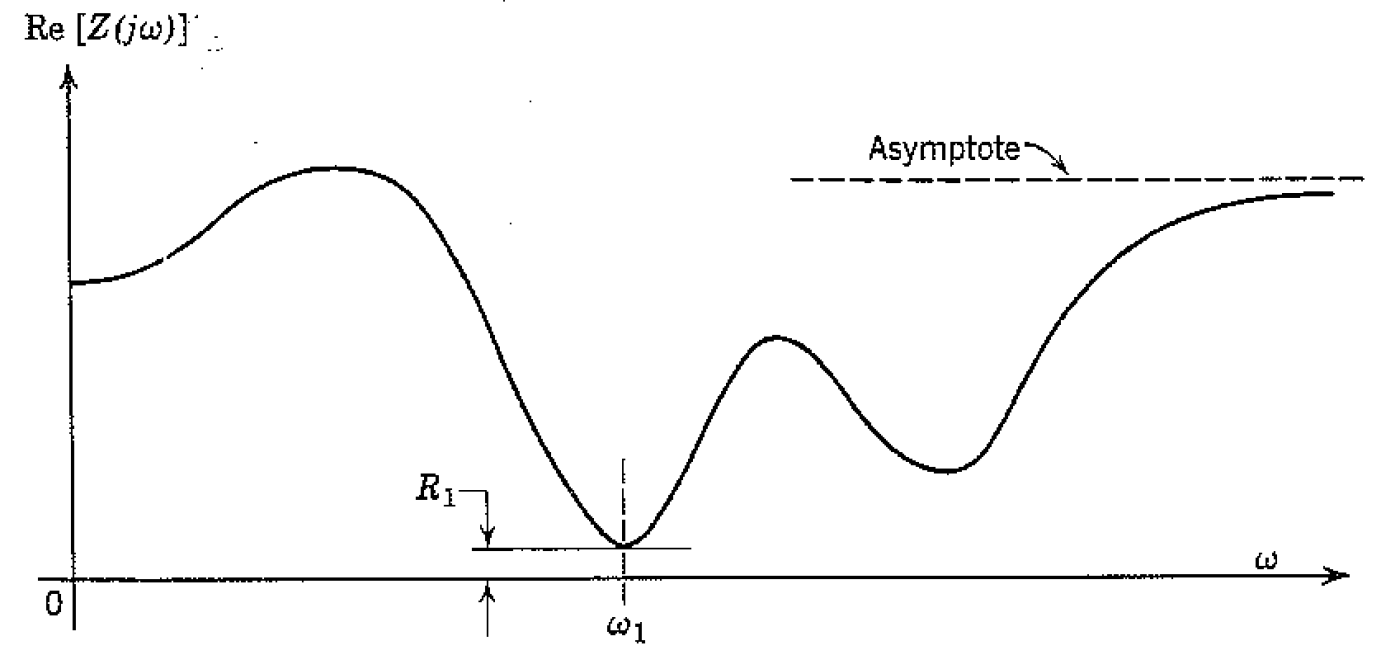 Re [Z(jω)]
Asymptote
R₁
ω
0
ω₁